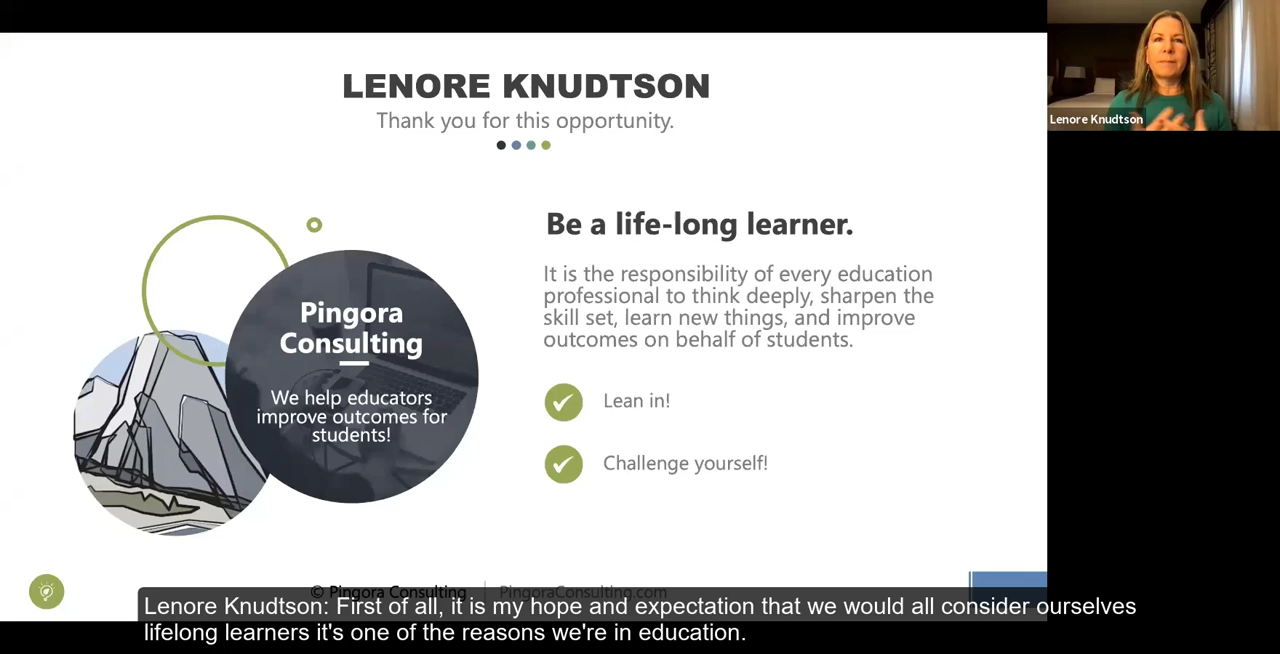 LENORE KNUDTSON
Thank you for this opportunity.
Lenore Knudtson
Be a life-long learner.
It is the responsibility of every education
professional to think deeply, sharpen the
skill set, learn new things, and improve
outcomes on behalf of students.
Pingora
Consulting
We help educators
improve outcomes for
students!
Lean in!
Challenge yourself!
© Pingora Consulting | PingoraConsulting.com
Lenore Knudtson: First of all, it is my hope and expectation that we would all consider ourselves
lifelong learners it's one of the reasons we're in education.